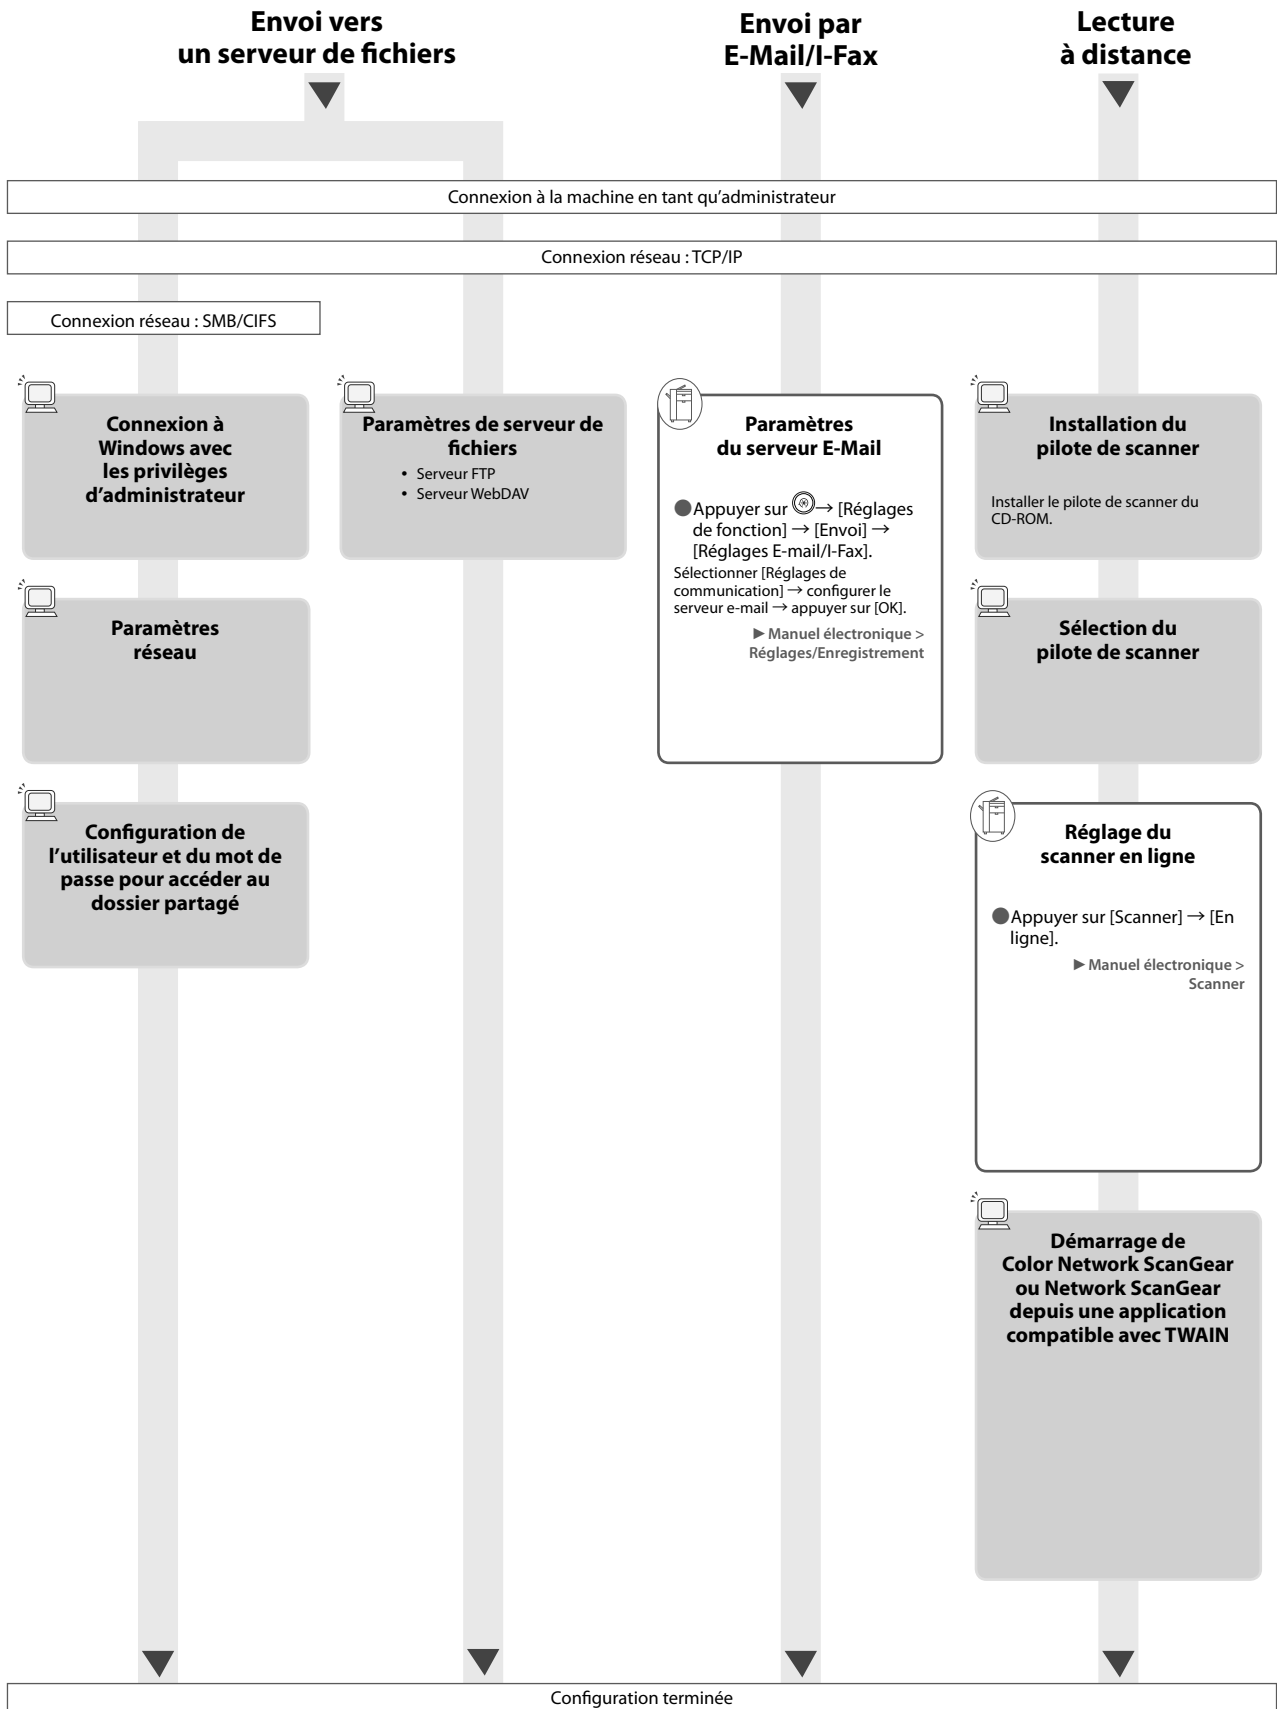 Envoi vers
un serveur de fichiers
Envoi par
E-Mail/I-Fax
Lecture
à distance
Connexion à la machine en tant qu’administrateur
Connexion réseau : TCP/IP
Connexion réseau : SMB/CIFS
Connexion à
Windows avec
les privilèges
d’administrateur
Paramètres
réseau
Configuration de
l’utilisateur et du mot de
passe pour accéder au
dossier partagé
Paramètres de serveur de
fichiers
• Serveur FTP
• Serveur WebDAV
Paramètres
du serveur E-Mail
● Appuyer sur → [Réglages
de fonction] → [Envoi] →
[Réglages E-mail/I-Fax].
Sélectionner [Réglages de
communication] → configurer le
serveur e-mail → appuyer sur [OK].
► Manuel électronique >
Réglages/Enregistrement
Installation du
pilote de scanner
Installer le pilote de scanner du
CD-ROM.
Sélection du
pilote de scanner
Réglage du
scanner en ligne
● Appuyer sur [Scanner] → [En
ligne].
► Manuel électronique >
Scanner
Démarrage de
Color Network ScanGear
ou Network ScanGear
depuis une application
compatible avec TWAIN
Configuration terminée